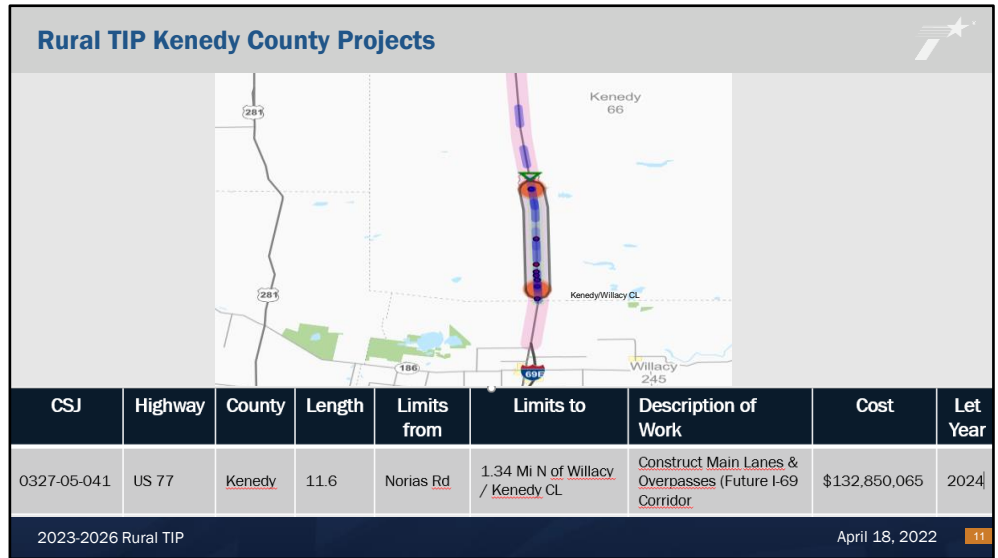 Rural TIP Kenedy County Projects
281
Kenedy
66
281
Kenedy/Willacy CL
186
69E
Willacy
245
CSJ
Highway
County
Length
Limits
from
Limits to
Description of
Work
Cost
Let
Year
0327-05-041
US 77
Kenedy
11.6
Norias Rd
1.34 Mi N of Willacy
/ Kenedy CL
Construct Main Lanes &
Overpasses (Future I-69
Corridor
$132,850,065
2024
2023-2026 Rural TIP
April 18, 2022
11